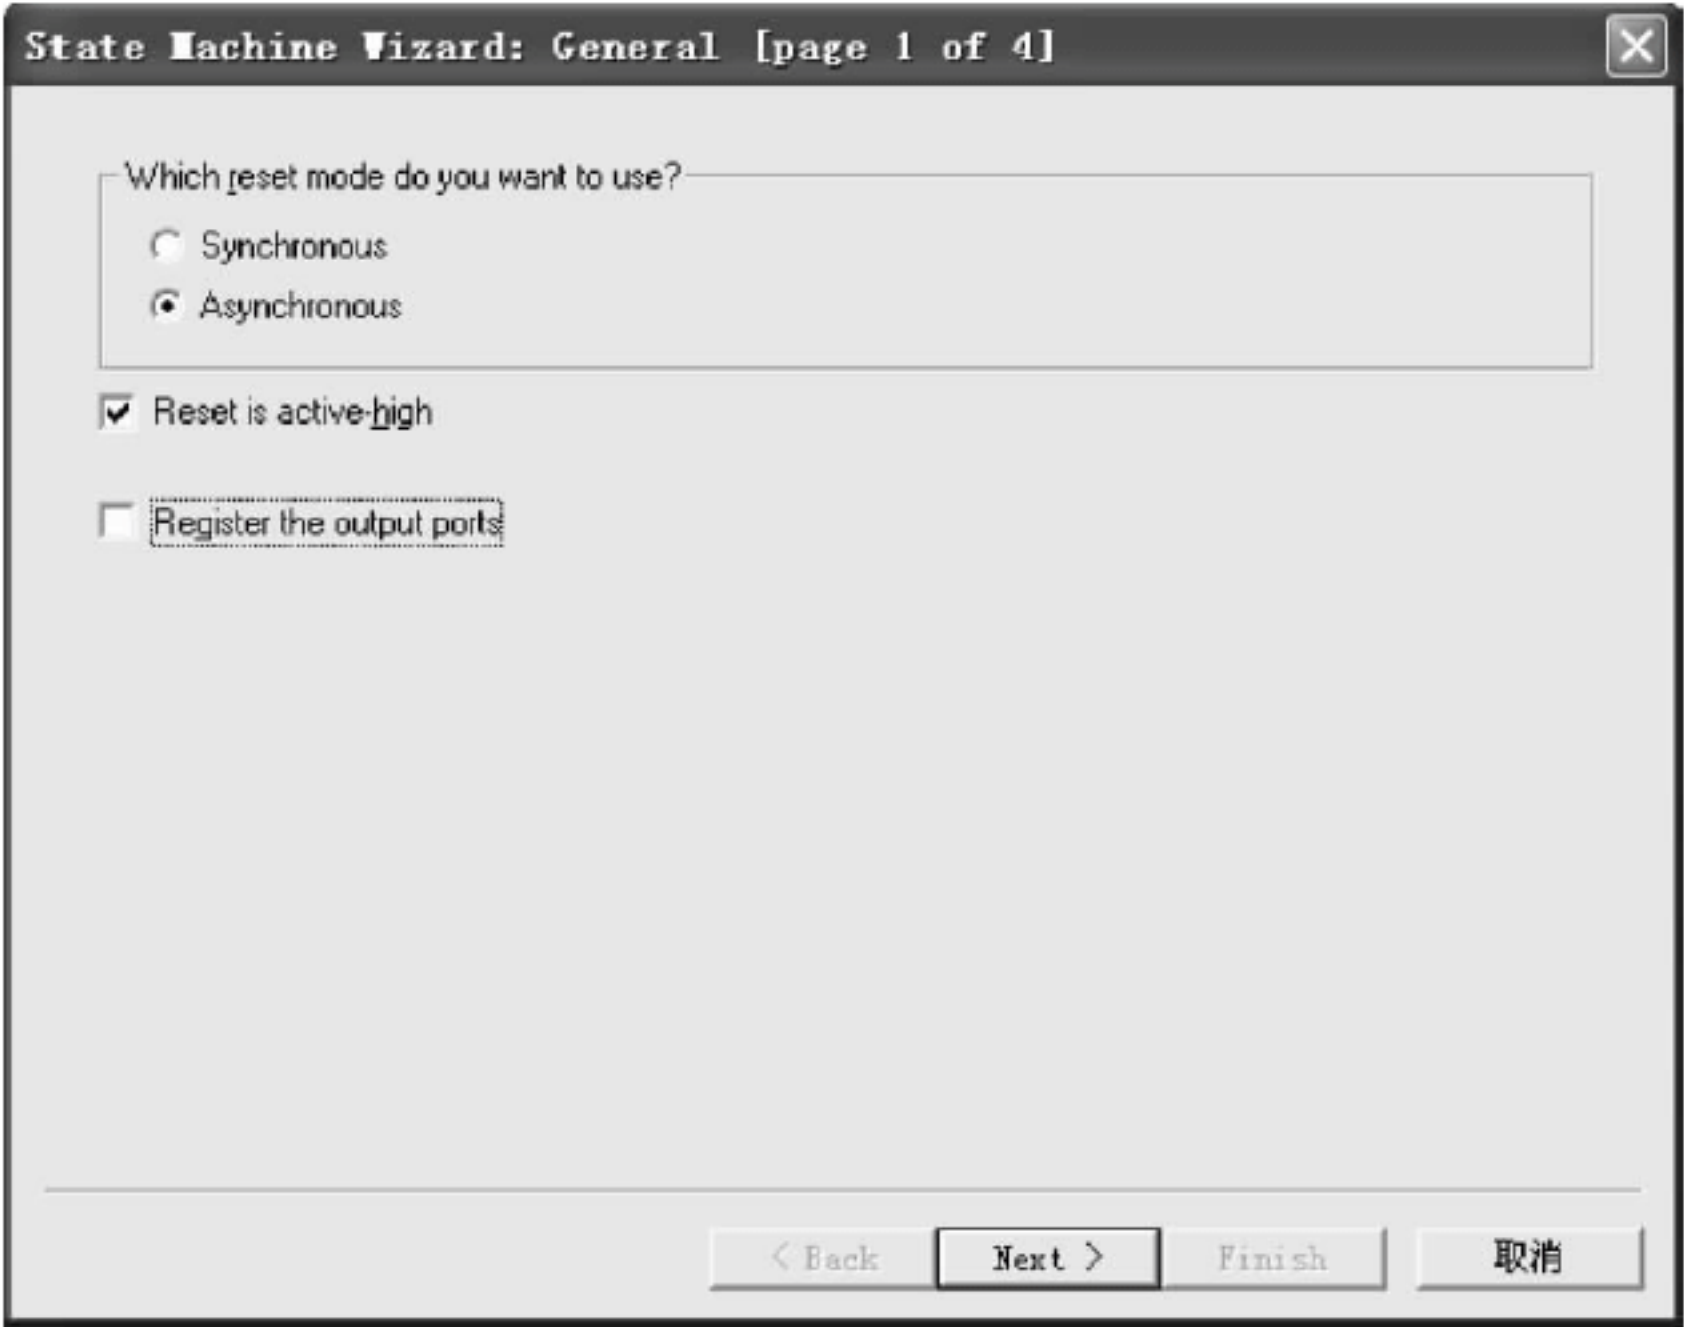 State Machine Wizard: General [page 1 of 4]
Which reset mode do you want to use?
Synchronous
Asynchronous
Reset is active-high
Register the output ports
< Back Next > Finish 取消